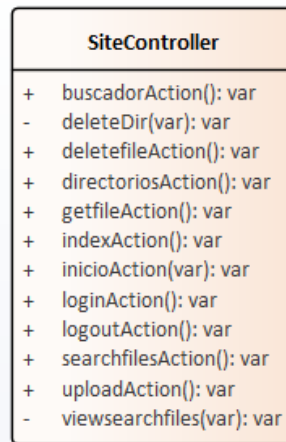 SiteController
+ buscadorAction(): var
- deleteDir(var): var
+ deletefileAction(): var
+ directoriosAction(): var
+ getfileAction(): var
+ indexAction(): var
+ inicioAction(var): var
+ loginAction(): var
+ logoutAction(): var
+ searchfilesAction(): var
+ uploadAction(): var
- viewsearchfiles(var): var